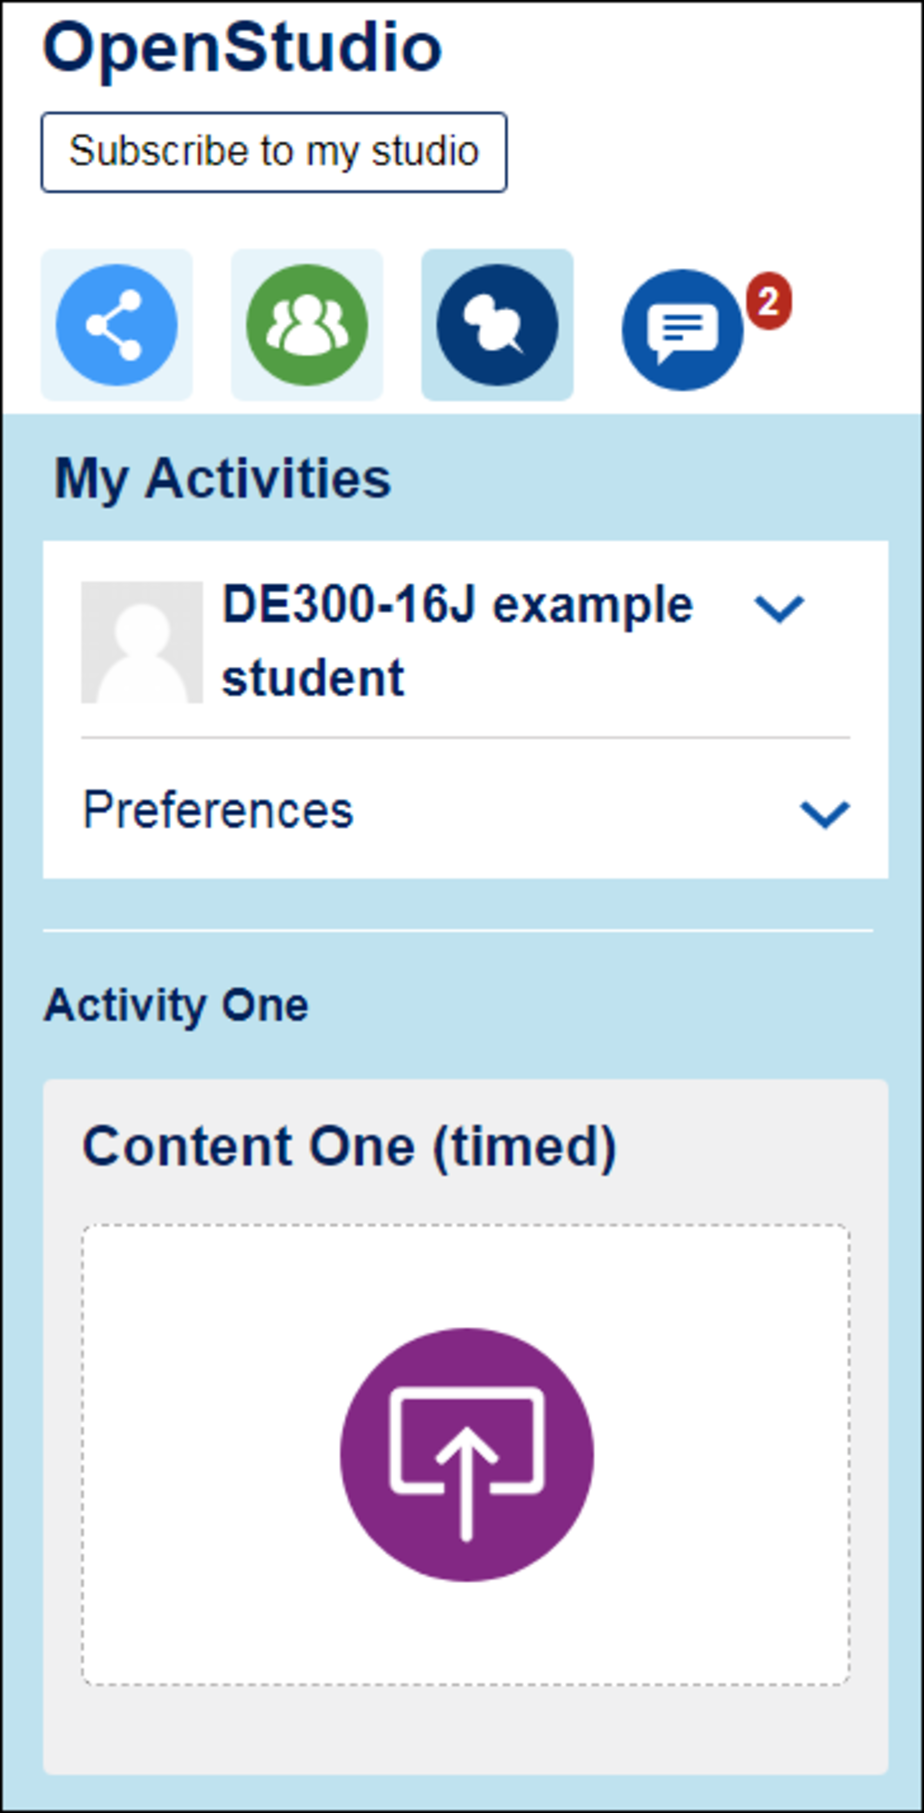 OpenStudio
Subscribe to my studio
2
My Activities
DE300-16J example
student
Preferences
Activity One
Content One (timed)